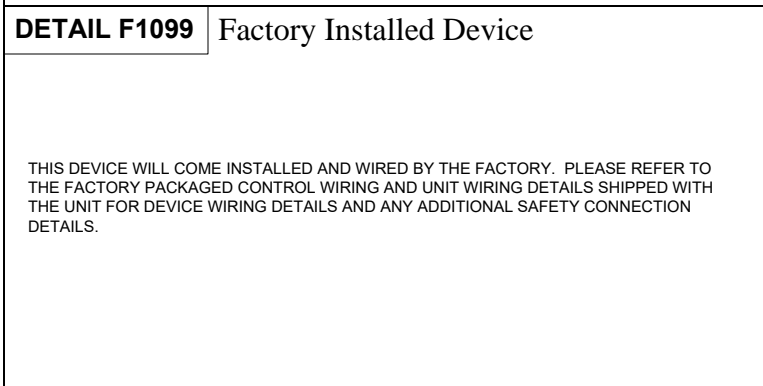 DETAIL F1099 Factory Installed Device
THIS DEVICE WILL COME INSTALLED AND WIRED BY THE FACTORY.  PLEASE REFER TO
THE FACTORY PACKAGED CONTROL WIRING AND UNIT WIRING DETAILS SHIPPED WITH
THE UNIT FOR DEVICE WIRING DETAILS AND ANY ADDITIONAL SAFETY CONNECTION
DETAILS.